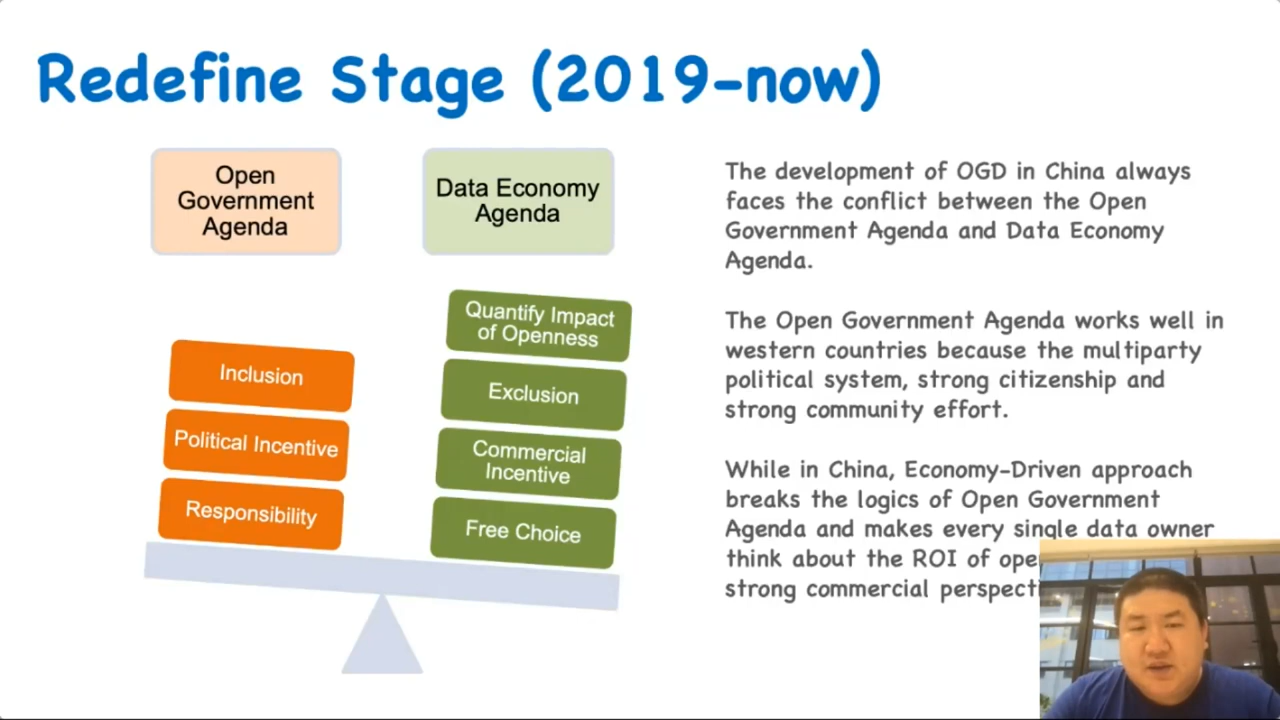 Redefine Stage (2019-now)
Open
Government
Agenda
Data Economy
Agenda
Inclusion
Political Incentive
Responsibility
Quantify Impact
of Openness
Exclusion
Commercial
Incentive
Free Choice
The development of OGD in China always
faces the conflict between the Open
Government Agenda and Data Economy
Agenda.
The Open Government Agenda works well in
western countries because the multiparty
political system, strong citizenship and
strong community effort.
While in China, Economy-Driven approach
breaks the logics of Open Government
Agenda and makes every single data owner
think about the ROI of
strong commercial